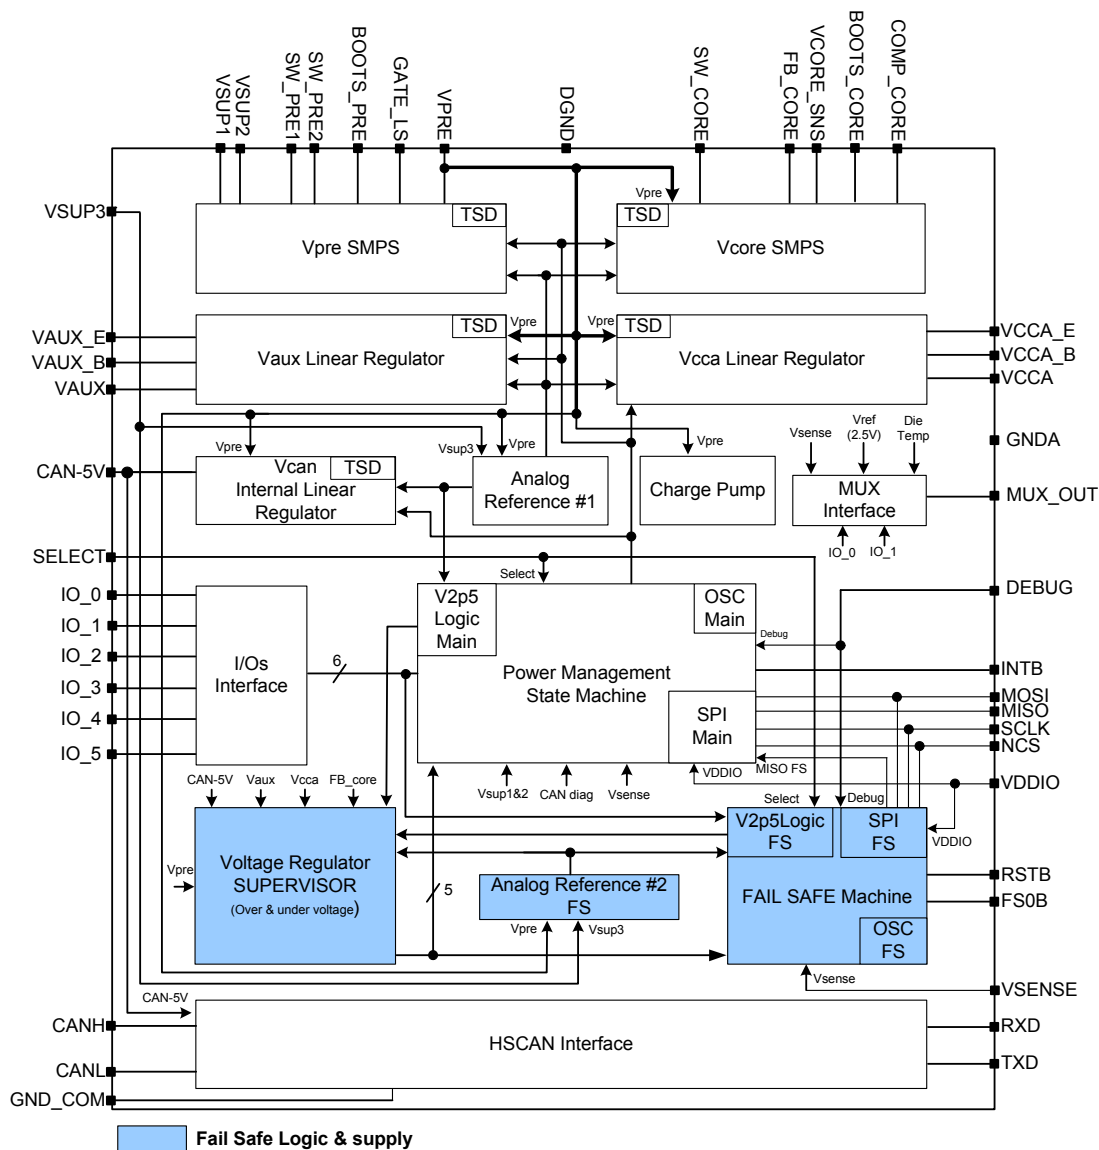 VSUP1
VSUP2
SW_PRE1
SW_PRE2
BOOTS_PRE
GATE_LS
VPRE
DGND
SW_CORE
FB_CORE
VCORE_SNS
BOOTS_CORE
COMP_CORE
VSUP3
TSD
Vpre SMPS
Vpre
TSD
Vcore SMPS
VAUX_E
VAUX_B
VAUX
TSD
Vaux Linear Regulator
Vpre
Vpre
TSD
Vcca Linear Regulator
VCCA_E
VCCA_B
VCCA
GNDA
CAN-5V
Vpre
Vcan
TSD
Internal Linear
Regulator
Vsup3
Vpre
Analog
Reference #1
Vpre
Charge Pump
Vsense
Vref
(2.5V)
Die
Temp
MUX
Interface
IO_0
IO_1
MUX_OUT
SELECT
Select
DEBUG
IO_0
IO_1
IO_2
IO_3
IO_4
IO_5
I/Os
Interface
6
V2p5
Logic
Main
OSC
Main
Debug
Power Management
State Machine
SPI
Main
INTB
MOSI
MISO
SCLK
NCS
VDDIO
VDDIO
MISO FS
CAN-5V
Vaux
Vcca
FB_core
Vsup1&2
CAN diag
Vsense
Select
Debug
Vpre
Voltage Regulator
SUPERVISOR
(Over & under voltage)
5
Analog Reference #2
FS
Vpre
Vsup3
V2p5Logic
FS
SPI
FS
VDDIO
FAIL SAFE Machine
OSC
FS
RSTB
FS0B
Vsense
VSENSE
CAN-5V
CANH
CANL
GND_COM
HSCAN Interface
RXD
TXD
Fail Safe Logic & supply